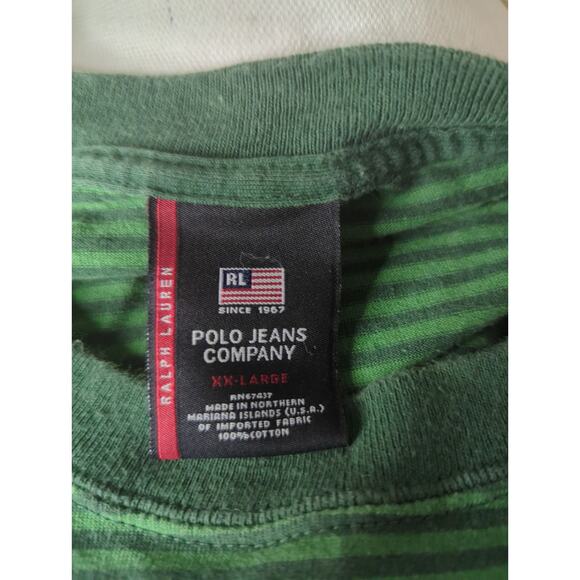 RALPH LAUREN
RL
SINCE 1967
POLO JEANS
COMPANY
XX-LARGE
RN67437
MADE IN NORTHERN
MARIANA ISLANDS (U.S.A.)
OF IMPORTED FABRIC
100%COTTON